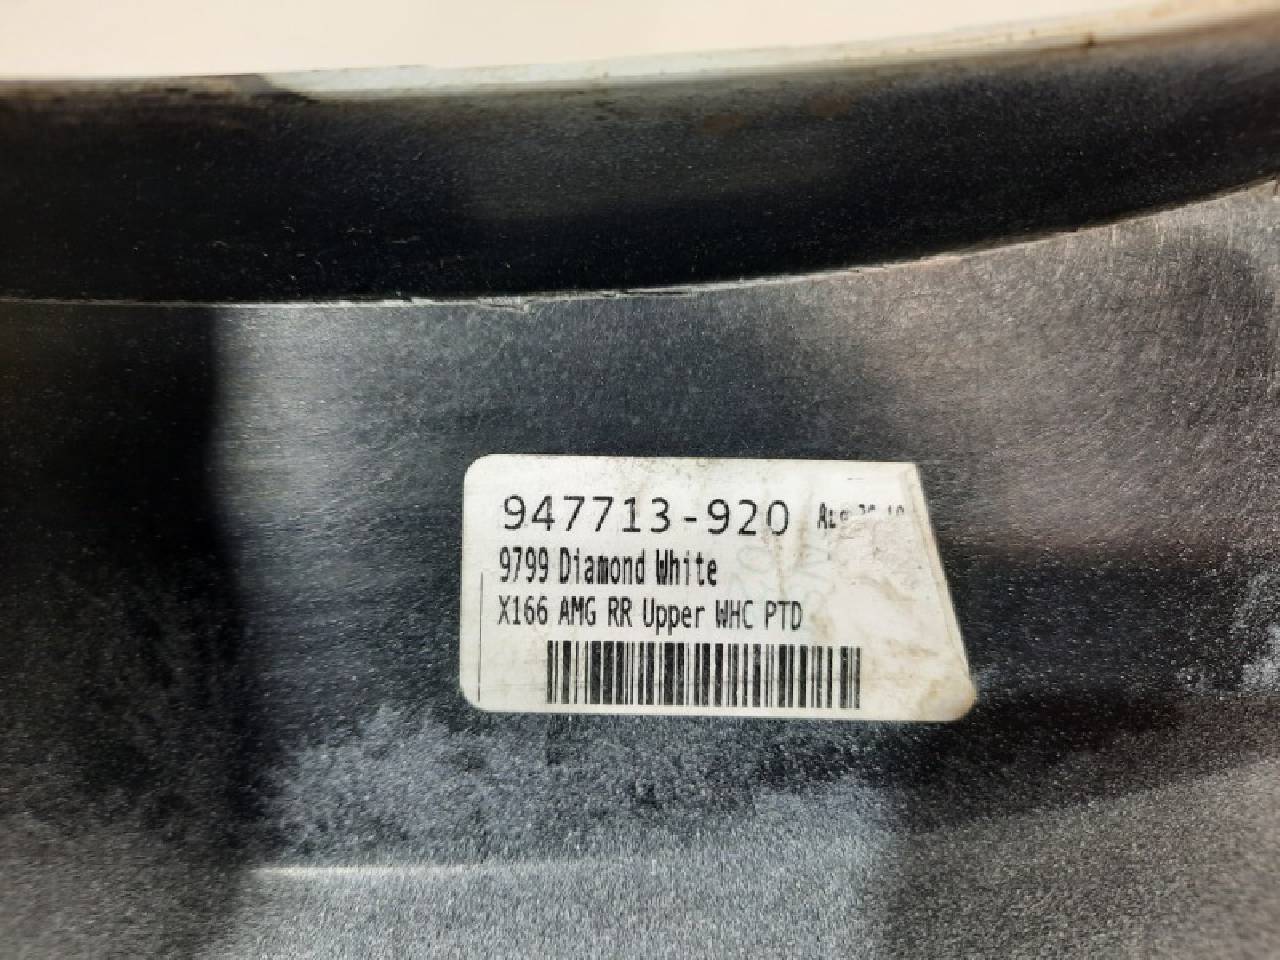 947713-920
9799 Diamond White
X166 AMG RR Upper WHC PTD